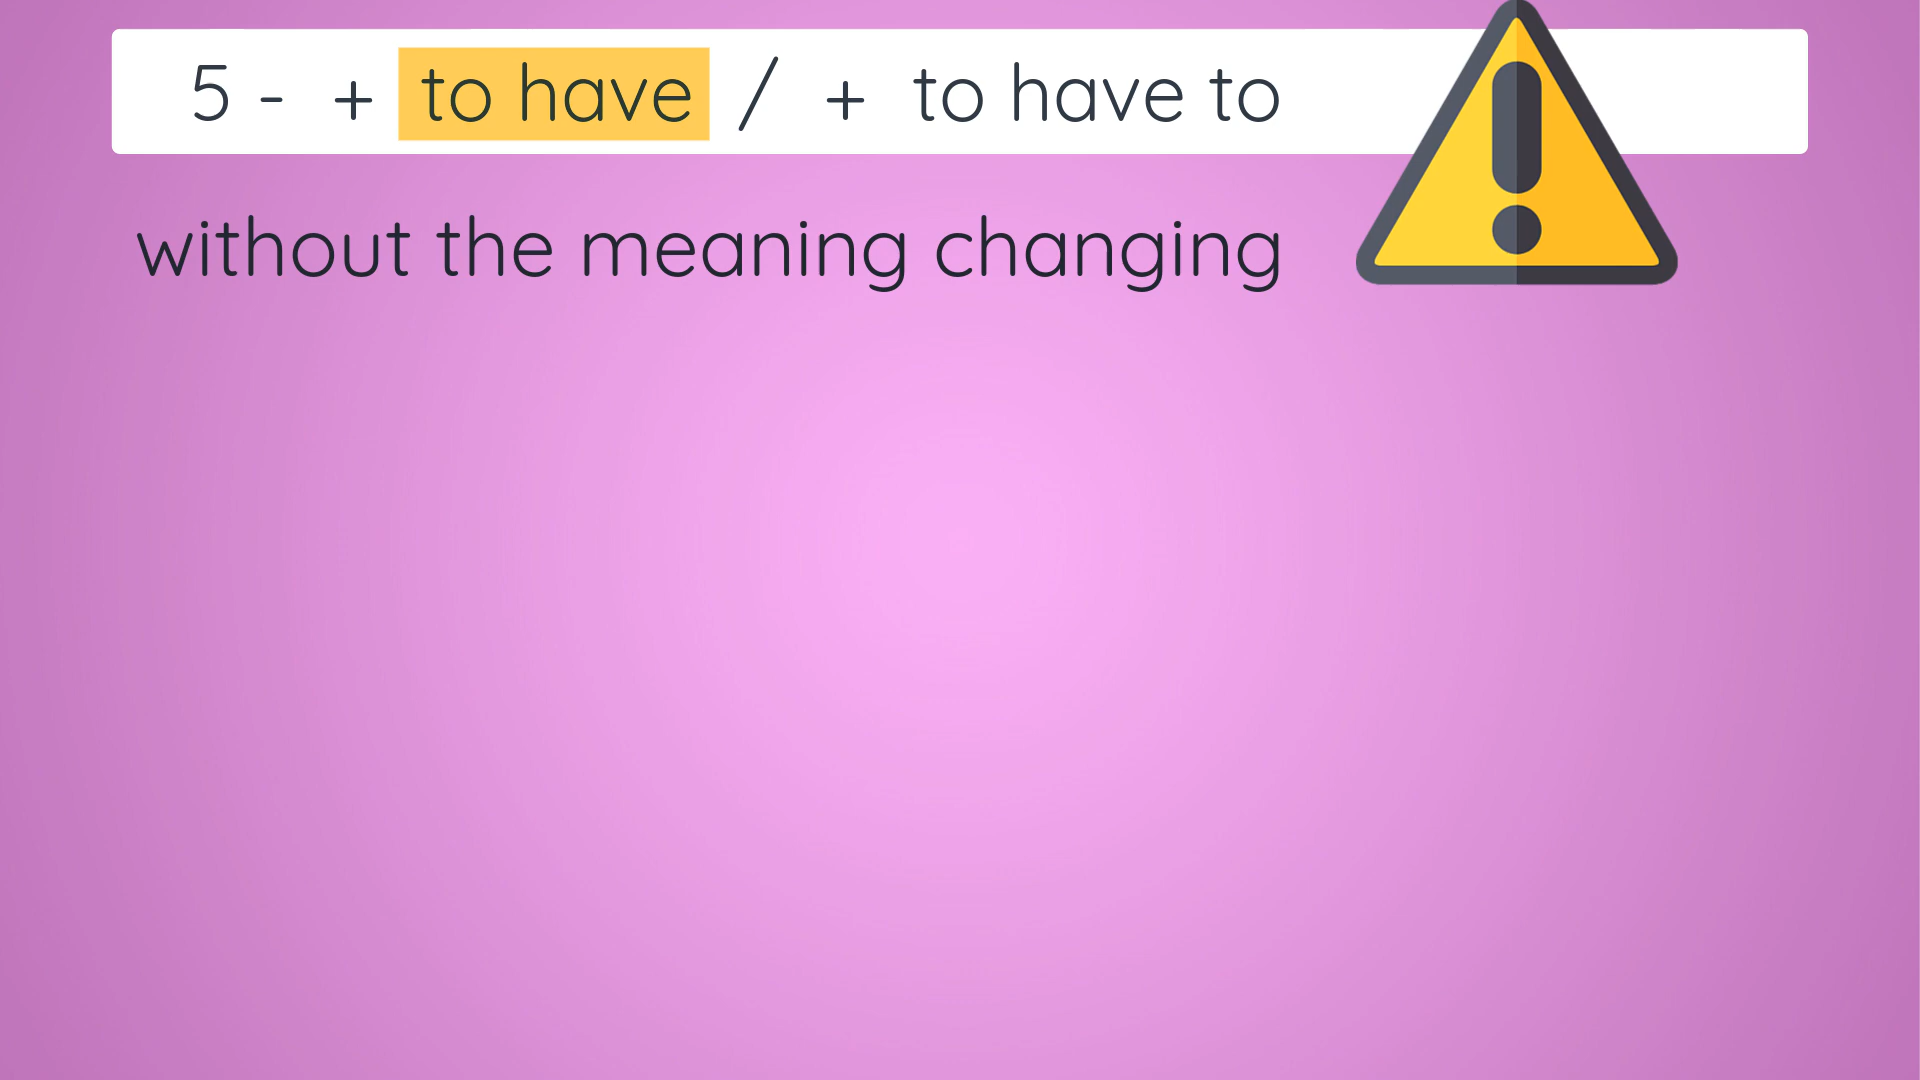 5 - + to have / + to have to
without the meaning changing